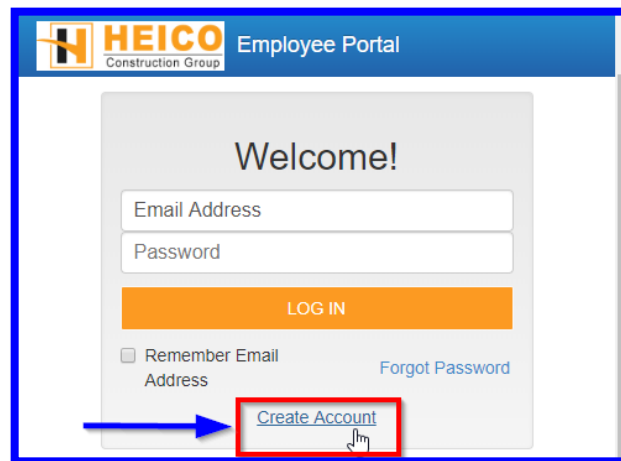 HEICO
Construction Group
Employee Portal
Welcome!
Email Address
Password
LOG IN
Remember Email
Address
Forgot Password
Create Account